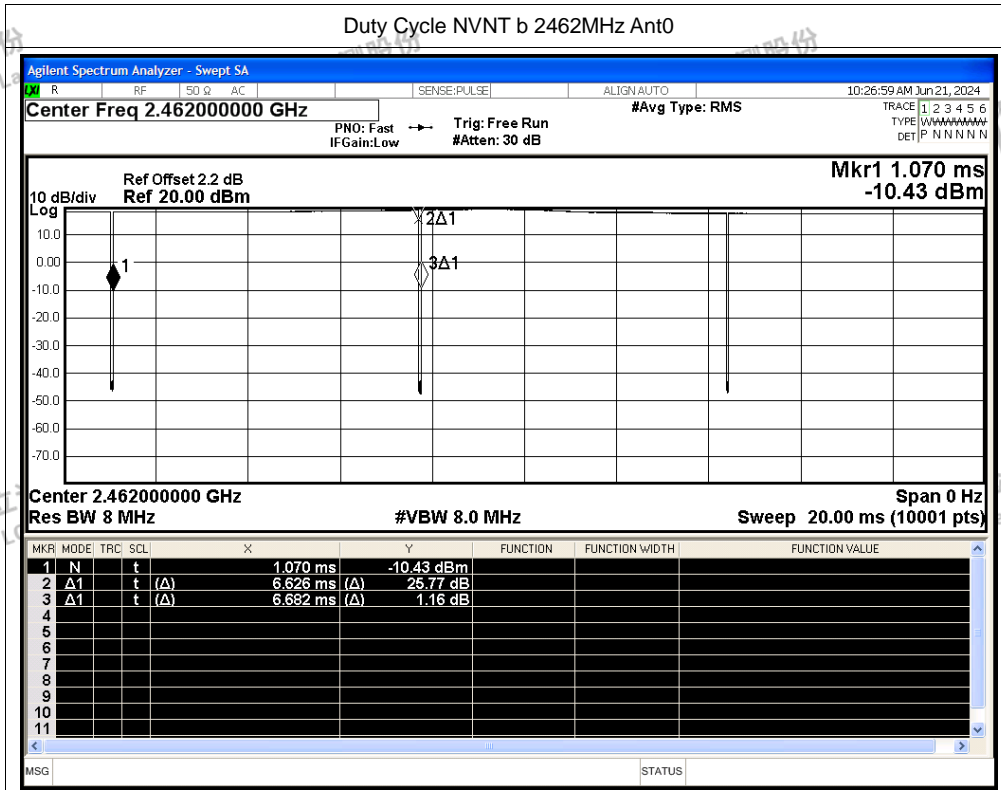 Duty Cycle NVNT b 2462MHz Ant0
Agilent Spectrum Analyzer - Swept SA
LXI R RF 50 Ω AC SENSE:PULSE ALIGN AUTO 10:26:59 AM Jun 21, 2024
Center Freq 2.462000000 GHz #Avg Type: RMS TRACE 1 2 3 4 5 6
PNO: Fast Trig: Free Run TYPE WWWWWW
IFGain:Low #Atten: 30 dB DET P N N N N N
Mkr1 1.070 ms
Ref Offset 2.2 dB
10 dB/div Ref 20.00 dBm -10.43 dBm
Log
2Δ1
10.0
0.00 1 3Δ1
-10.0
-20.0
-30.0
-40.0
-50.0
-60.0
-70.0
Center 2.462000000 GHz Span 0 Hz
Res BW 8 MHz #VBW 8.0 MHz Sweep 20.00 ms (10001 pts)
MKR MODE TRC SCL X Y FUNCTION FUNCTION WIDTH FUNCTION VALUE
1 N t 1.070 ms -10.43 dBm
2 Δ1 t (Δ) 6.626 ms (Δ) 25.77 dB
3 Δ1 t (Δ) 6.682 ms (Δ) 1.16 dB
4
5
6
7
8
9
10
11
MSG STATUS